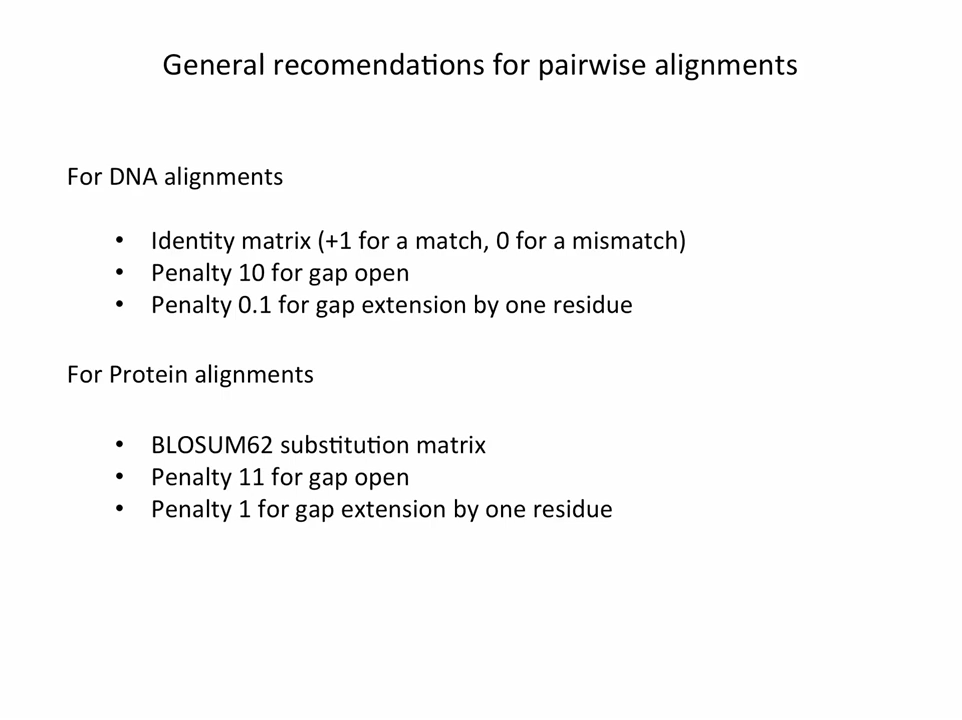 General recomendations for pairwise alignments
For DNA alignments
• Identity matrix (+1 for a match, 0 for a mismatch)
• Penalty 10 for gap open
• Penalty 0.1 for gap extension by one residue
For Protein alignments
• BLOSUM62 substitution matrix
• Penalty 11 for gap open
• Penalty 1 for gap extension by one residue